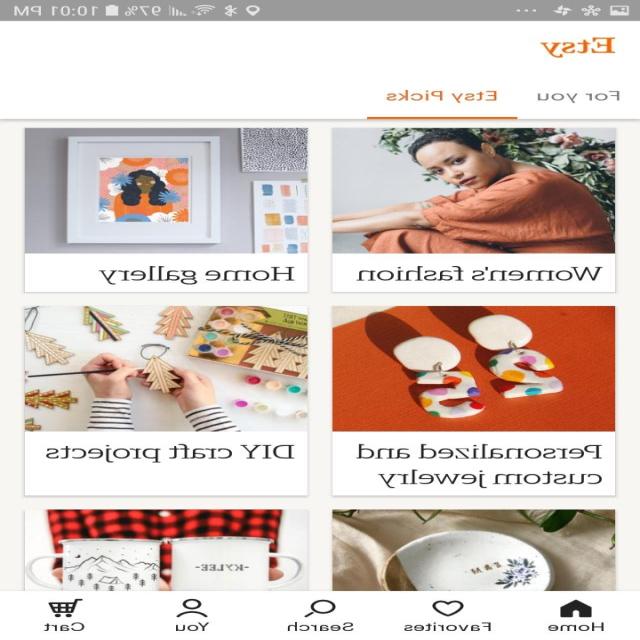 97% 10:01 PM
Etsy
For you
Etsy Picks
Women's fashion
Home gallery
Personalized and
custom jewelry
DIY craft projects
-KYLEE-
Home
Favorites
Search
You
Cart